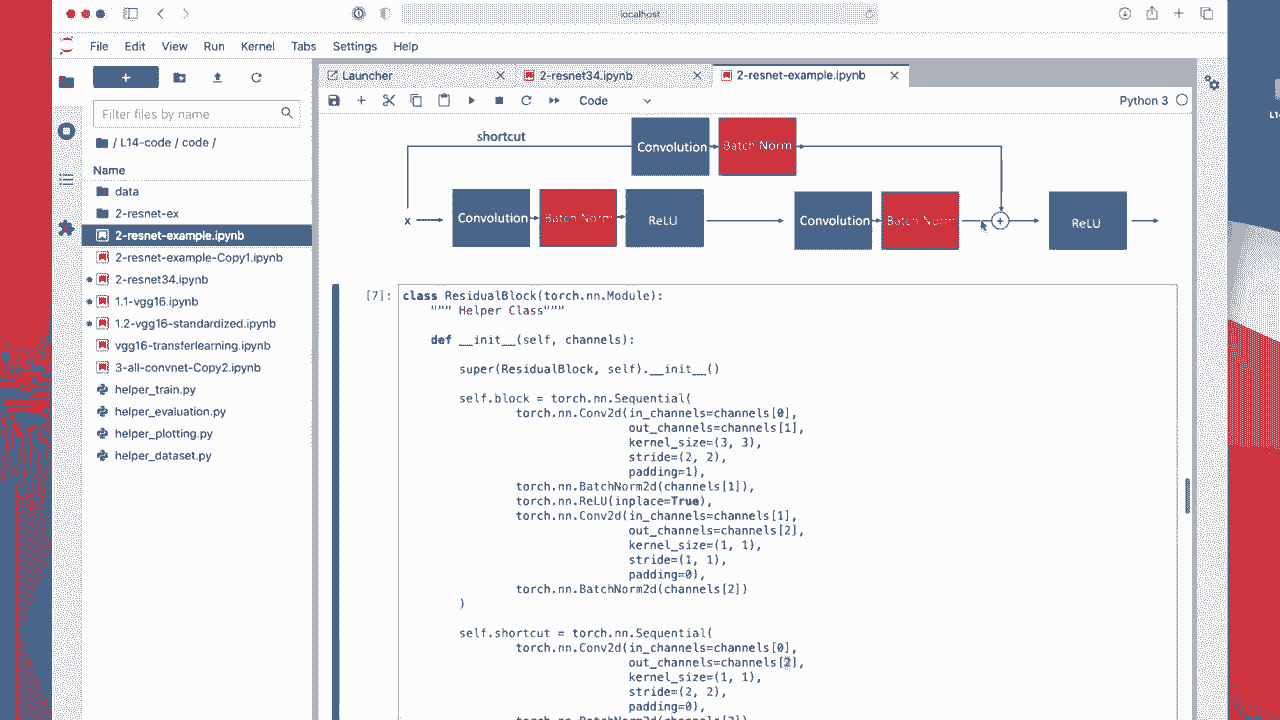 localhost
File Edit View Run Kernel Tabs Settings Help
Launcher
2-resnet34.ipynb
2-resnet-example.ipynb
Code
Python 3
Filter files by name
/ L14-code / code /
Name
data
2-resnet-ex
2-resnet-example.ipynb
2-resnet-example-Copy1.ipynb
2-resnet34.ipynb
1.1-vgg16.ipynb
1.2-vgg16-standardized.ipynb
vgg16-transferlearning.ipynb
3-all-convnet-Copy2.ipynb
helper_train.py
helper_evaluation.py
helper_plotting.py
helper_dataset.py
shortcut
Convolution Batch Norm
x Convolution Batch Norm ReLU Convolution Batch Norm + ReLU
[7]: class ResidualBlock(torch.nn.Module):
""" Helper Class"""
def __init__(self, channels):
super(ResidualBlock, self).__init__()
self.block = torch.nn.Sequential(
torch.nn.Conv2d(in_channels=channels[0],
out_channels=channels[1],
kernel_size=(3, 3),
stride=(2, 2),
padding=1),
torch.nn.BatchNorm2d(channels[1]),
torch.nn.ReLU(inplace=True),
torch.nn.Conv2d(in_channels=channels[1],
out_channels=channels[2],
kernel_size=(1, 1),
stride=(1, 1),
padding=0),
torch.nn.BatchNorm2d(channels[2])
)
self.shortcut = torch.nn.Sequential(
torch.nn.Conv2d(in_channels=channels[0],
out_channels=channels[2],
kernel_size=(1, 1),
stride=(2, 2),
padding=0),
torch.nn.BatchNorm2d(channels[2])